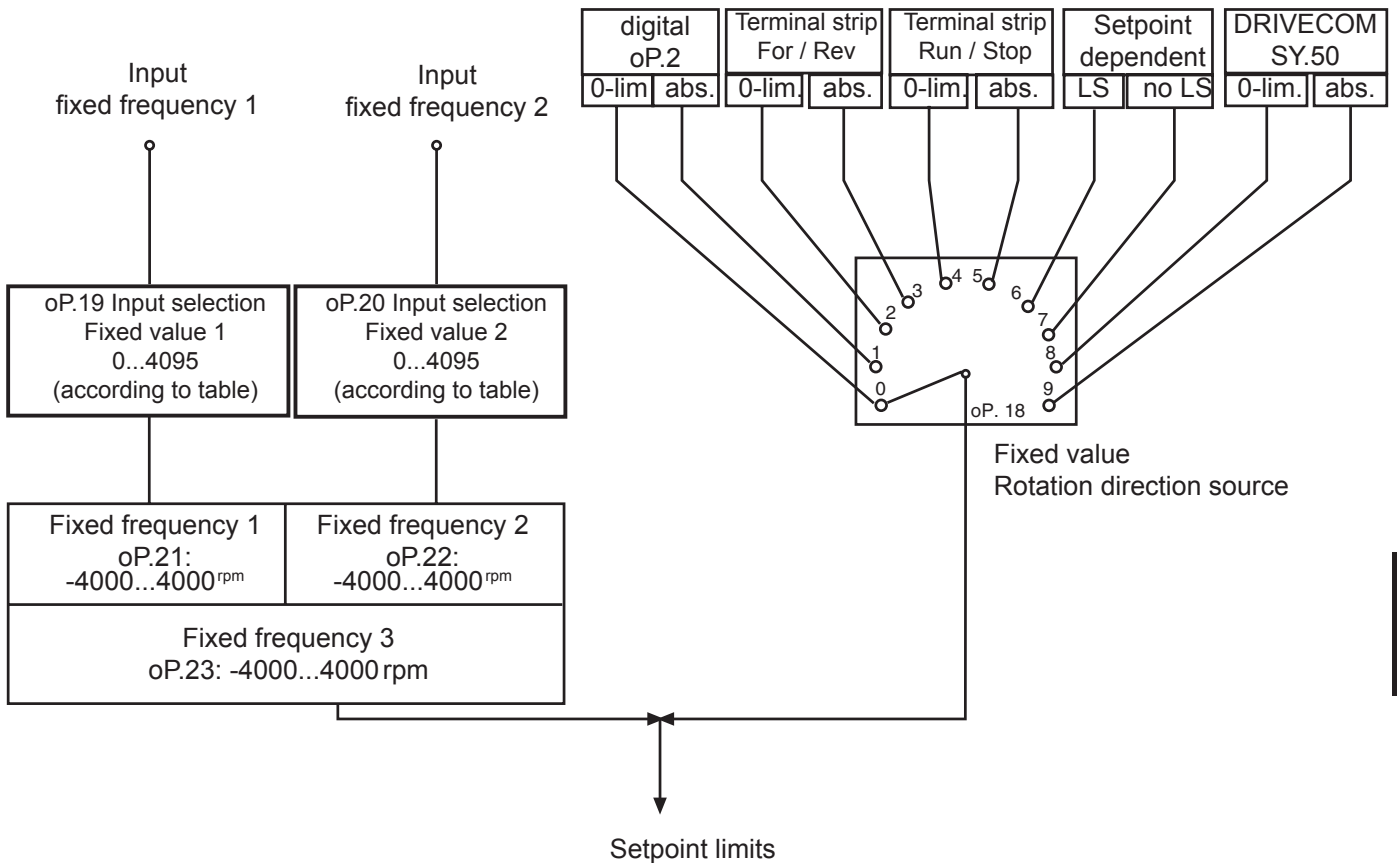 Input
fixed frequency 1
Input
fixed frequency 2
digital
oP.2
0-lim abs.
Terminal strip
For / Rev
0-lim. abs.
Terminal strip
Run / Stop
0-lim. abs.
Setpoint
dependent
LS no LS
DRIVECOM
SY.50
0-lim. abs.
oP.19 Input selection
Fixed value 1
0...4095
(according to table)
oP.20 Input selection
Fixed value 2
0...4095
(according to table)
0
1
2
3
4
5
6
7
8
9
oP. 18
Fixed value
Rotation direction source
Fixed frequency 1
oP.21:
-4000...4000 rpm
Fixed frequency 2
oP.22:
-4000...4000 rpm
Fixed frequency 3
oP.23: -4000...4000 rpm
Setpoint limits